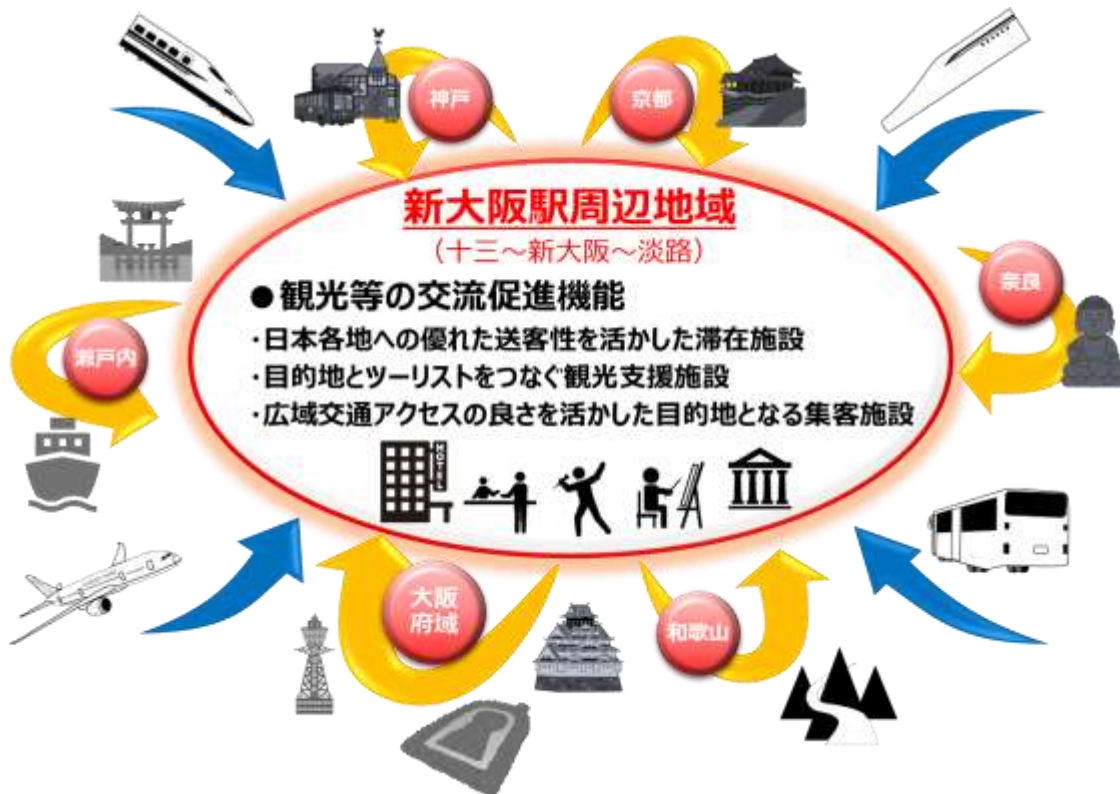 神戸
京都
新大阪駅周辺地域
(十三～新大阪～淡路)
●観光等の交流促進機能
・日本各地への優れた送客性を活かした滞在施設
・目的地とツーリストをつなぐ観光支援施設
・広域交通アクセスの良さを活かした目的地となる集客施設
奈良
瀬戸内
HOTEL
大阪
府域
和歌山